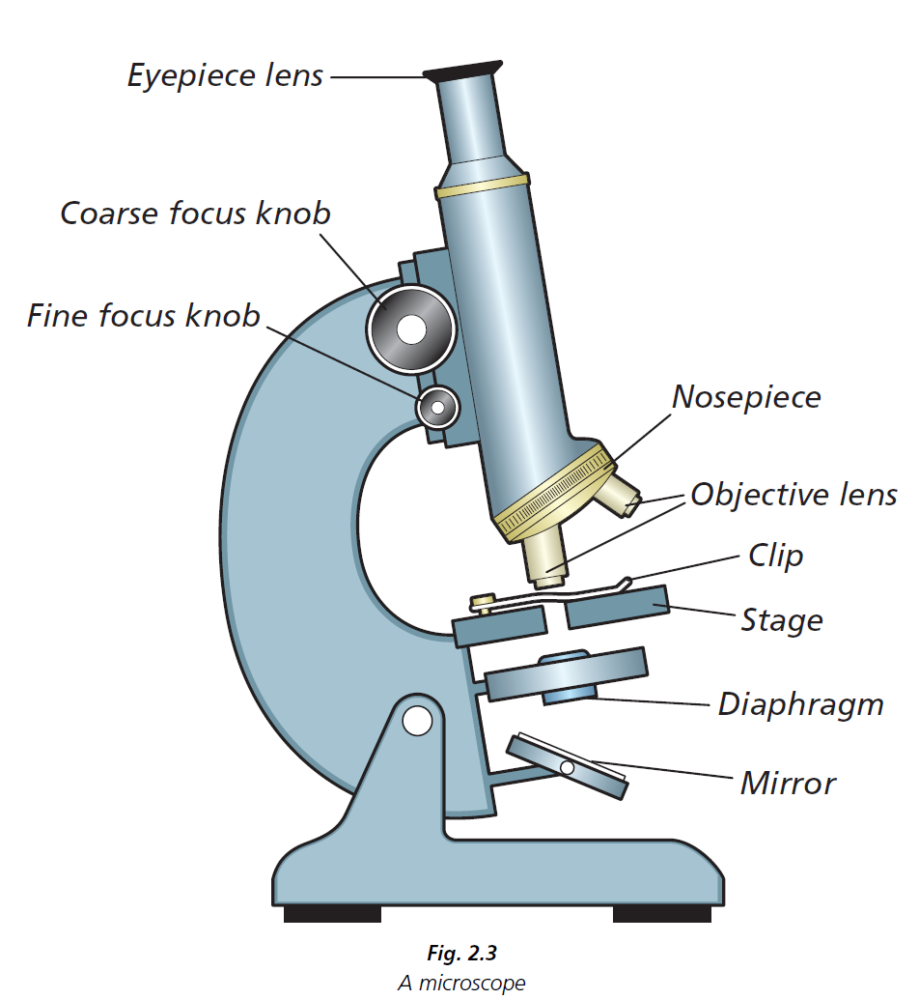 Eyepiece lens
Coarse focus knob
Fine focus knob
Nosepiece
Objective lens
Clip
Stage
Diaphragm
Mirror
Fig. 2.3
A microscope